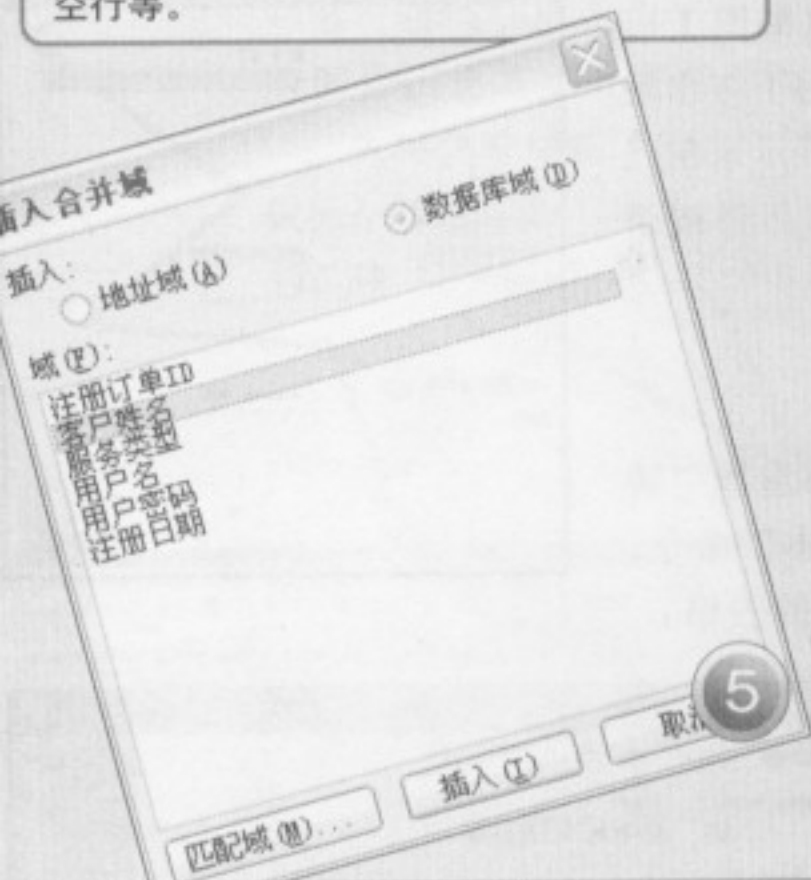 空行等。
插入合并域
插入:
地址域(A) 数据库域(D)
域(F):
注册订单ID
客户姓名
服务类型
用户名
用户密码
注册日期
匹配域(M)... 插入(I) 取消
5